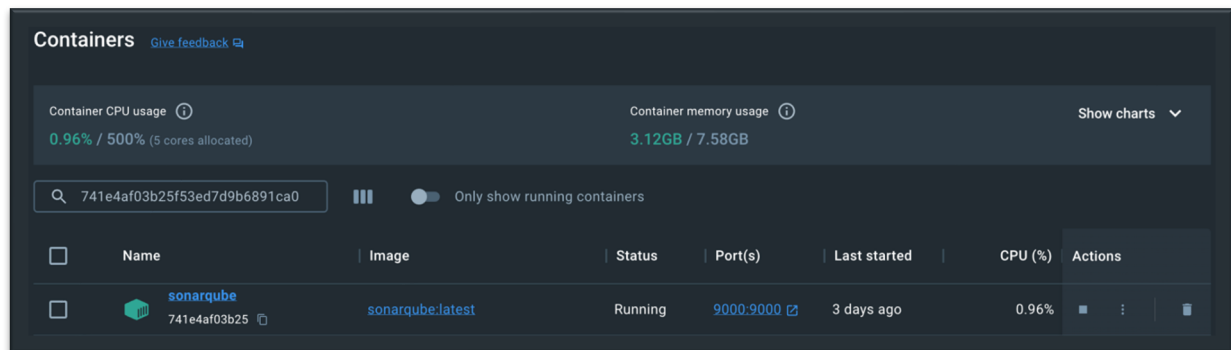 Containers Give feedback
Container CPU usage
0.96% / 500% (5 cores allocated)
Container memory usage
3.12GB / 7.58GB
Show charts
741e4af03b25f53ed7d9b6891ca0
Only show running containers
Name Image Status Port(s) Last started CPU (%) Actions
sonarqube
741e4af03b25
sonarqube:latest Running 9000:9000 3 days ago 0.96%